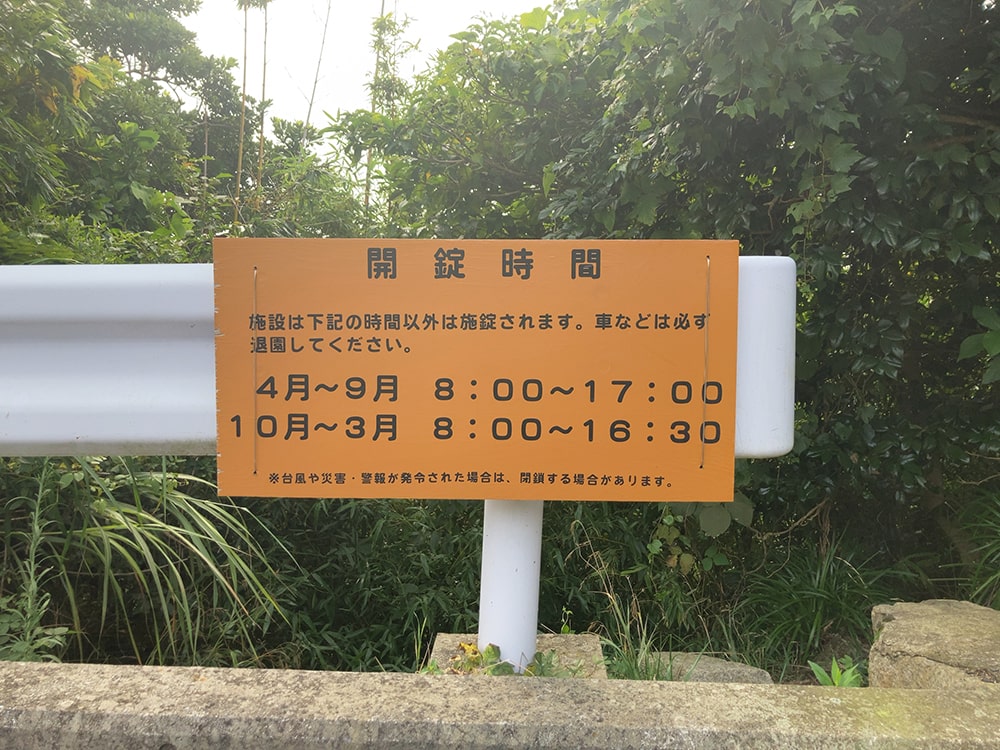 開錠時間
施設は下記の時間以外は施錠されます。車などは必ず
退園してください。
4月～9月 8：00～17：00
10月～3月 8：00～16：30
※台風や災害・警報が発令された場合は、閉鎖する場合があります。